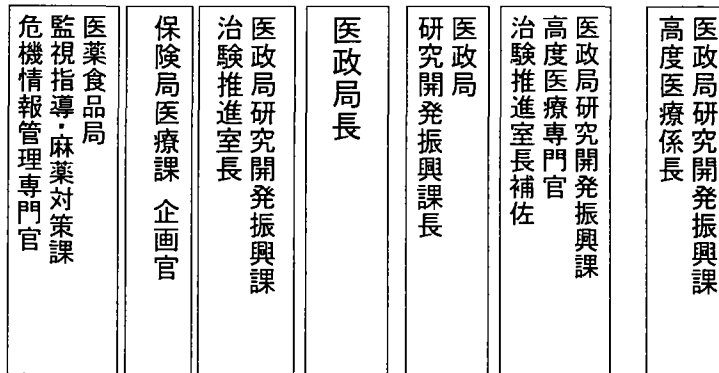 医政局研究開発振興課
高度医療係長
医政局研究開発振興課
高度医療専門官
治験推進室長補佐
医政局
研究開発振興課長
医政局長
医政局研究開発振興課
治験推進室長
保険局医療課 企画官
医薬食品局
監視指導・麻薬対策課
危機情報管理専門官